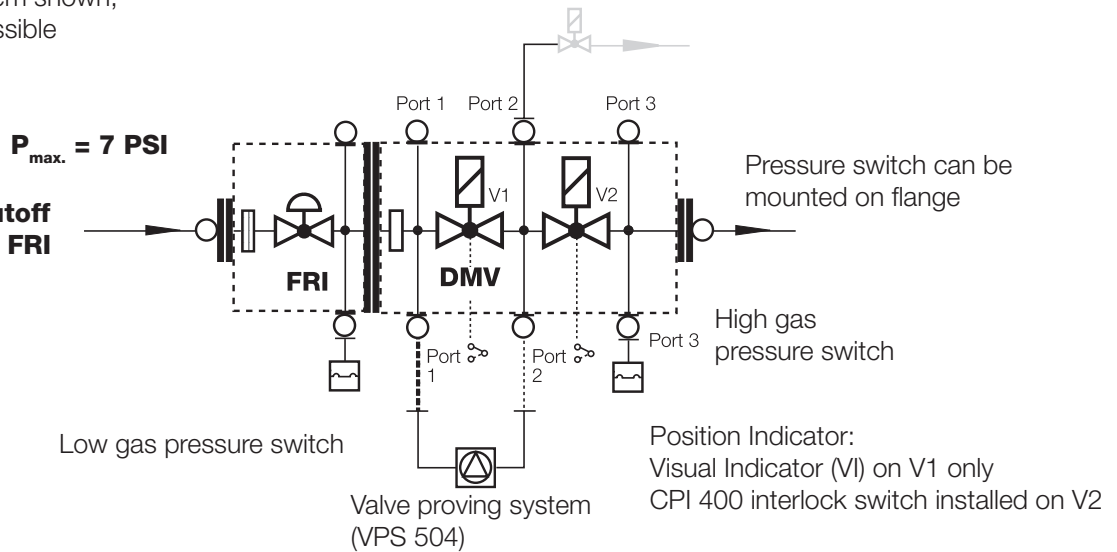 ssible
Port 1
Port 2
Port 3
P max. = 7 PSI
Pressure switch can be
mounted on flange
V1
V2
FRI
FRI
DMV
High gas
pressure switch
Port
1
Port
2
Port 3
Low gas pressure switch
Valve proving system
(VPS 504)
Position Indicator:
Visual Indicator (VI) on V1 only
CPI 400 interlock switch installed on V2